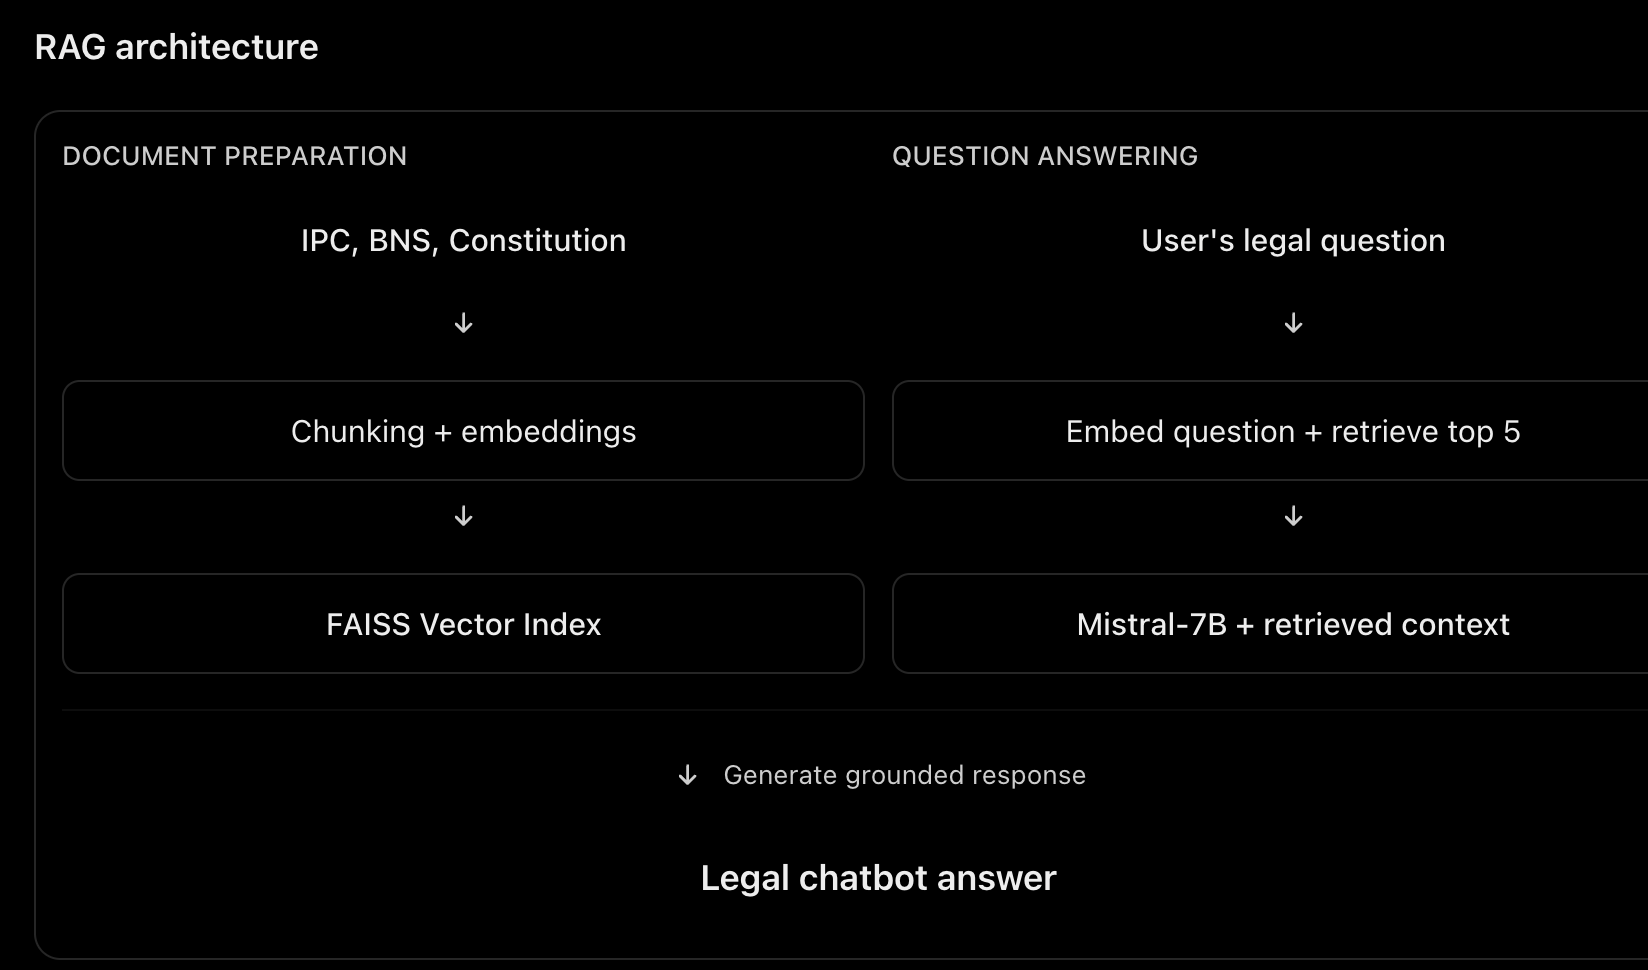 RAG architecture
DOCUMENT PREPARATION
IPC, BNS, Constitution
↓
Chunking + embeddings
↓
FAISS Vector Index
QUESTION ANSWERING
User's legal question
↓
Embed question + retrieve top 5
↓
Mistral-7B + retrieved context
↓ Generate grounded response
Legal chatbot answer